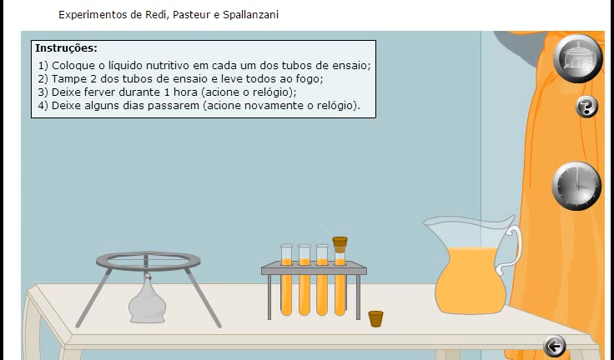 Experimentos de Redi, Pasteur e Spallanzani
Instruções:
1) Coloque o líquido nutritivo em cada um dos tubos de ensaio;
2) Tampe 2 dos tubos de ensaio e leve todos ao fogo;
3) Deixe ferver durante 1 hora (acione o relógio);
4) Deixe alguns dias passarem (acione novamente o relógio).
?